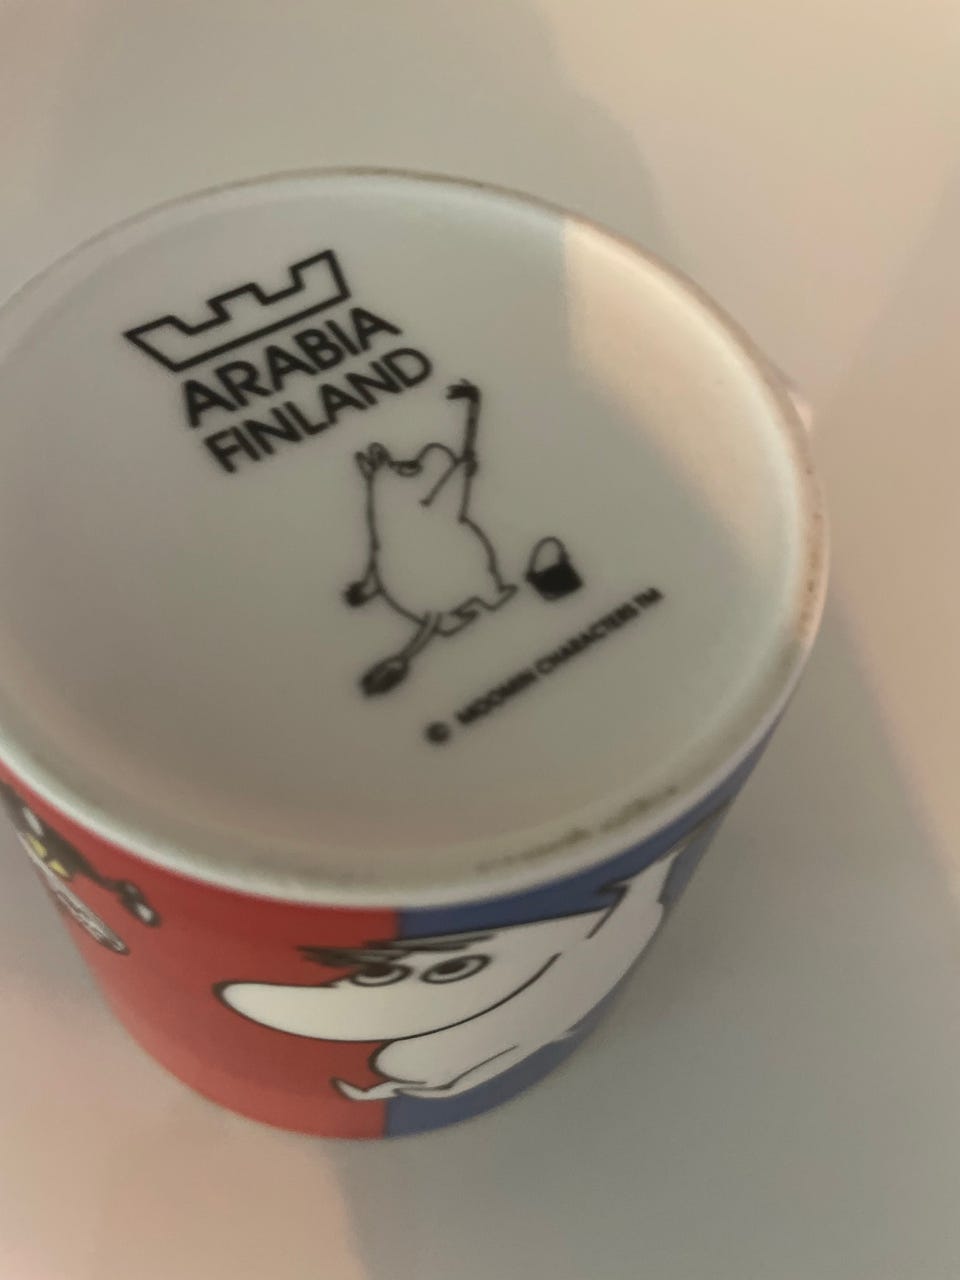 ARABIA
FINLAND
© MOOMIN CHARACTERS ™